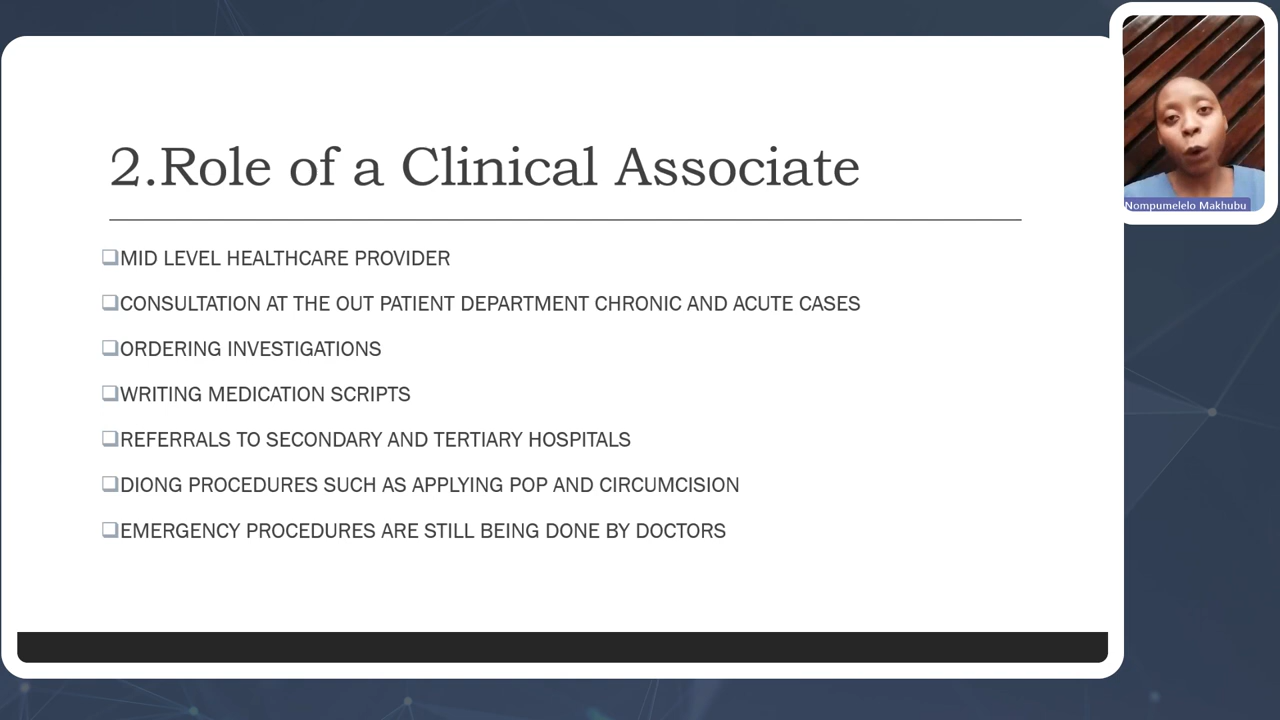 2.Role of a Clinical Associate
MID LEVEL HEALTHCARE PROVIDER
CONSULTATION AT THE OUT PATIENT DEPARTMENT CHRONIC AND ACUTE CASES
ORDERING INVESTIGATIONS
WRITING MEDICATION SCRIPTS
REFERRALS TO SECONDARY AND TERTIARY HOSPITALS
DIONG PROCEDURES SUCH AS APPLYING POP AND CIRCUMCISION
EMERGENCY PROCEDURES ARE STILL BEING DONE BY DOCTORS
Nompumelelo Makhubu